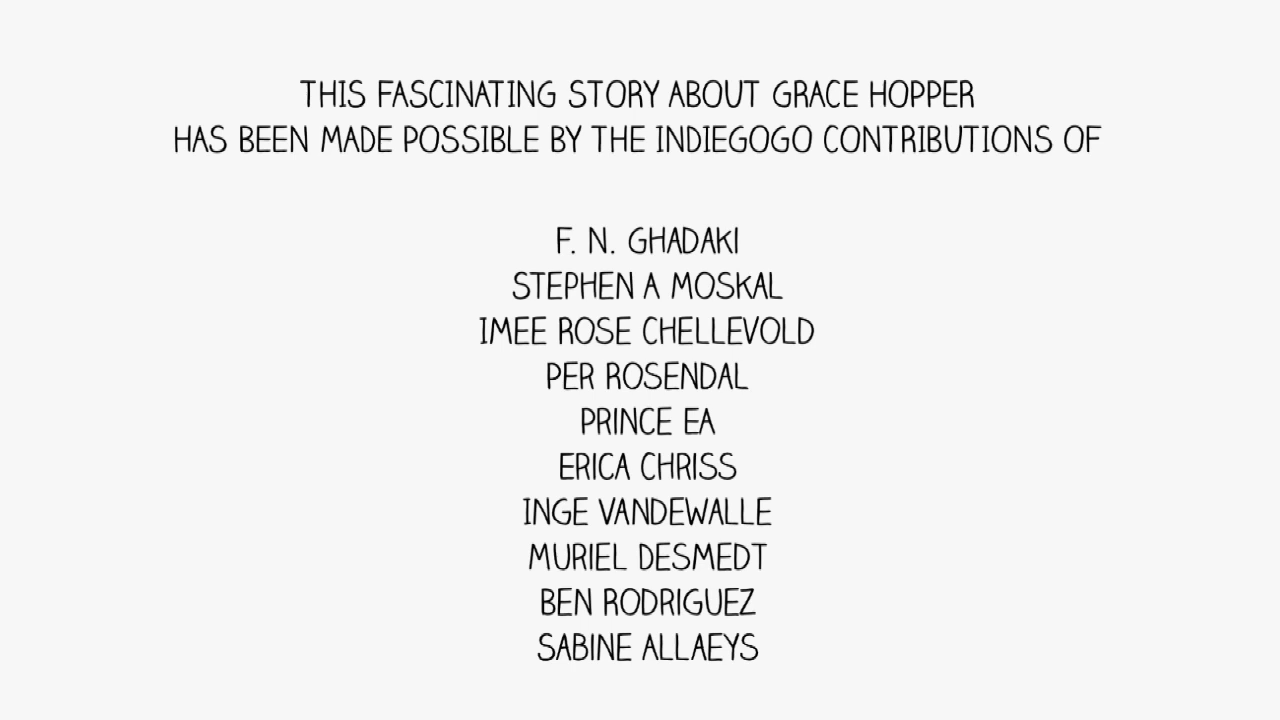 THIS FASCINATING STORY ABOUT GRACE HOPPER
HAS BEEN MADE POSSIBLE BY THE INDIEGOGO CONTRIBUTIONS OF
F. N. GHADAKI
STEPHEN A MOSKAL
IMEE ROSE CHELLEVOLD
PER ROSENDAL
PRINCE EA
ERICA CHRISS
INGE VANDEWALLE
MURIEL DESMEDT
BEN RODRIGUEZ
SABINE ALLAEYS